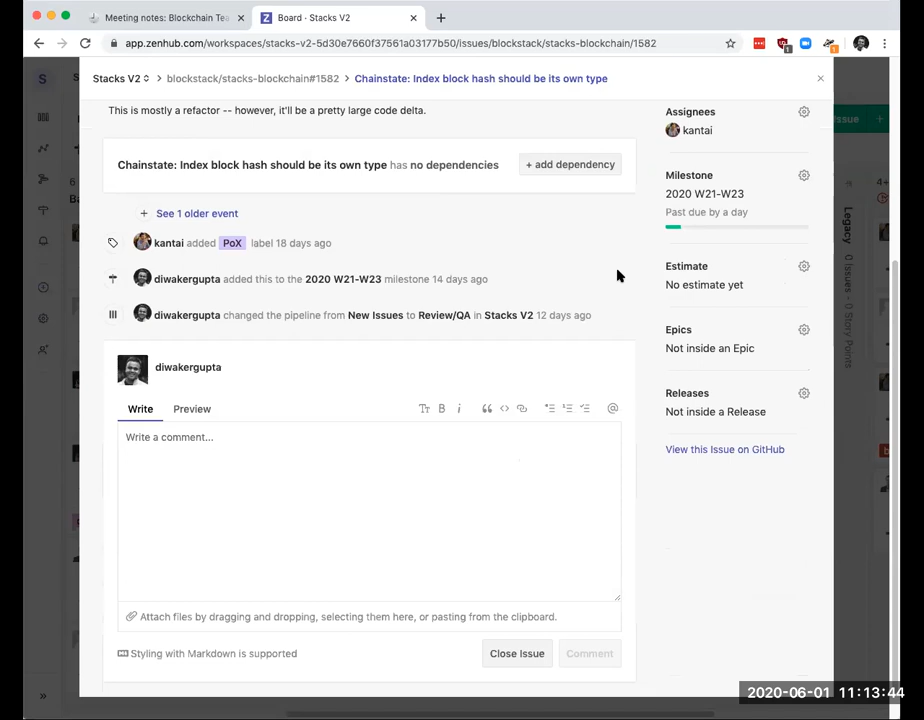 Meeting notes: Blockchain Tea
Board · Stacks V2
app.zenhub.com/workspaces/stacks-v2-5d30e7660f37561a03177b50/issues/blockstack/stacks-blockchain/1582
Stacks V2 blockstack/stacks-blockchain#1582 Chainstate: Index block hash should be its own type
This is mostly a refactor -- however, it'll be a pretty large code delta.
Chainstate: Index block hash should be its own type has no dependencies
+ add dependency
See 1 older event
kantai added PoX label 18 days ago
diwakergupta added this to the 2020 W21-W23 milestone 14 days ago
diwakergupta changed the pipeline from New Issues to Review/QA in Stacks V2 12 days ago
diwakergupta
Write Preview
Write a comment...
Attach files by dragging and dropping, selecting them here, or pasting from the clipboard.
Styling with Markdown is supported
Close Issue
Comment
Assignees
kantai
Milestone
2020 W21-W23
Past due by a day
Estimate
No estimate yet
Epics
Not inside an Epic
Releases
Not inside a Release
View this Issue on GitHub
Issue
Legacy 0 Issues · 0 Story Points
2020-06-01 11:13:44